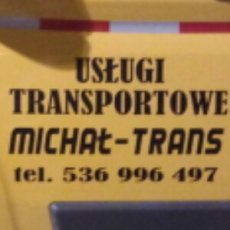 USŁUGI
TRANSPORTOWE
MICHAŁ-TRANS
tel. 536 996 497